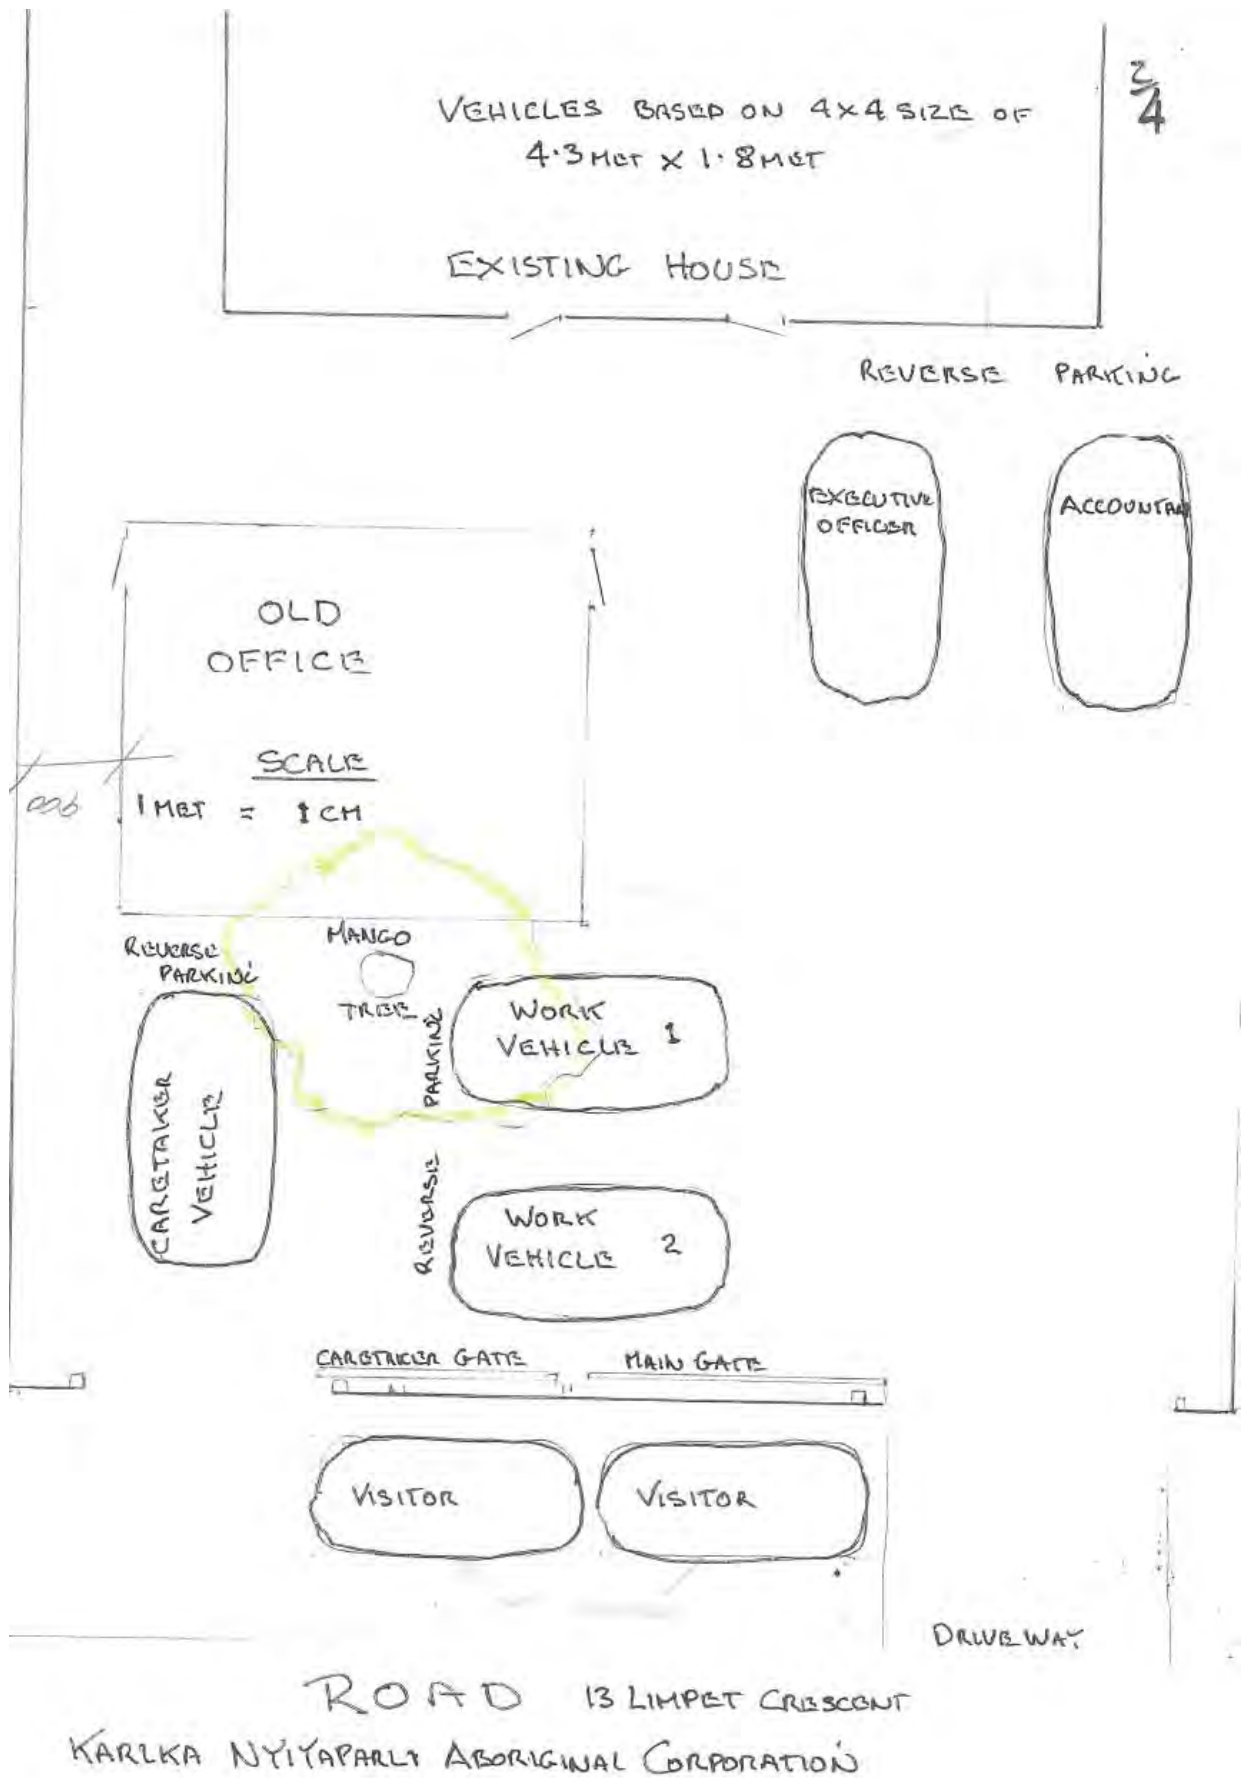 2/4
VEHICLES BASED ON 4X4 SIZE OF
4.3 MET X 1.8 MET
EXISTING HOUSE
REVERSE PARKING
EXECUTIVE
OFFICER
ACCOUNTAN
OLD
OFFICE
SCALE
1 MET = 1 CM
900
MANGO
TREE
REVERSE
PARKING
CARETAKER
VEHICLE
WORK
VEHICLE 1
REVERSE PARKING
WORK
VEHICLE 2
CARETAKER GATE
MAIN GATE
VISITOR
VISITOR
DRIVEWAY
ROAD 13 LIMPET CRESCENT
KARLKA NYIYAPARLY ABORIGINAL CORPORATION